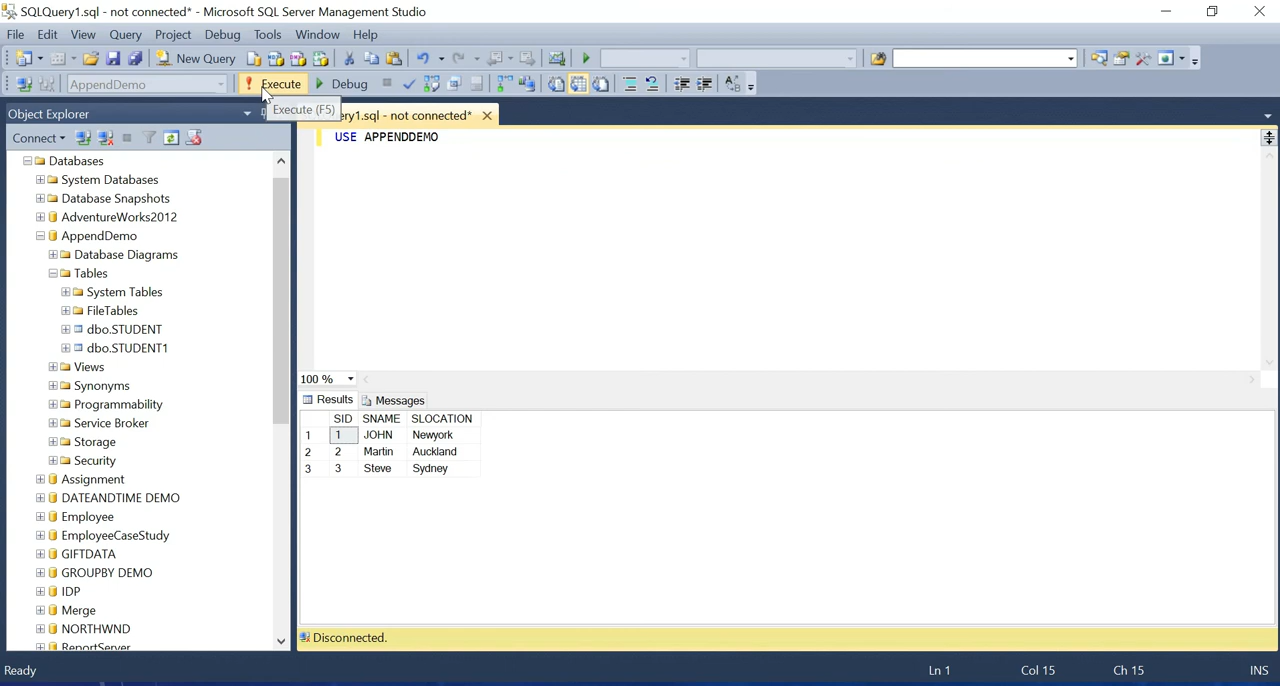 SQLQuery1.sql - not connected* - Microsoft SQL Server Management Studio
File Edit View Query Project Debug Tools Window Help
New Query
AppendDemo Execute Debug
Execute (F5)
Object Explorer
ery1.sql - not connected*
Connect
USE APPENDDEMO
Databases
System Databases
Database Snapshots
AdventureWorks2012
AppendDemo
Database Diagrams
Tables
System Tables
FileTables
dbo.STUDENT
dbo.STUDENT1
Views
Synonyms
Programmability
Service Broker
Storage
Security
Assignment
DATEANDTIME DEMO
Employee
EmployeeCaseStudy
GIFTDATA
GROUPBY DEMO
IDP
Merge
NORTHWND
ReportServer
100 %
Results Messages
SID SNAME SLOCATION
1 1 JOHN Newyork
2 2 Martin Auckland
3 3 Steve Sydney
Disconnected.
Ready Ln 1 Col 15 Ch 15 INS